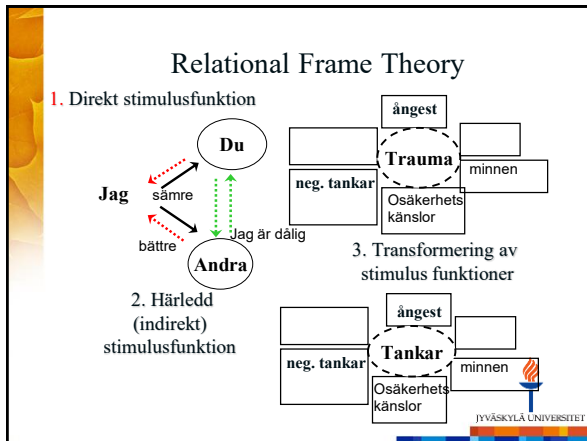 Relational Frame Theory
1. Direkt stimulusfunktion
Du
Jag
sämre
bättre
Jag är dålig
Andra
2. Härledd
(indirekt)
stimulusfunktion
ångest
Trauma
neg. tankar
minnen
Osäkerhets
känslor
3. Transformering av
stimulus funktioner
ångest
Tankar
neg. tankar
minnen
Osäkerhets
känslor
JYVÄSKYLÄ UNIVERSITET